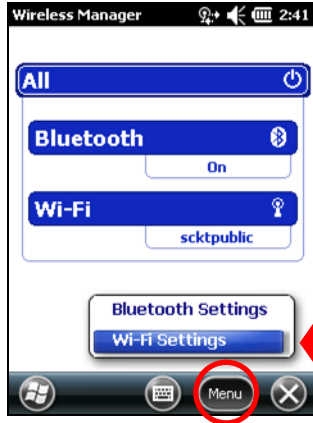 Wireless Manager 2:41
All
Bluetooth
On
Wi-Fi
scktpublic
Bluetooth Settings
Wi-Fi Settings
Menu